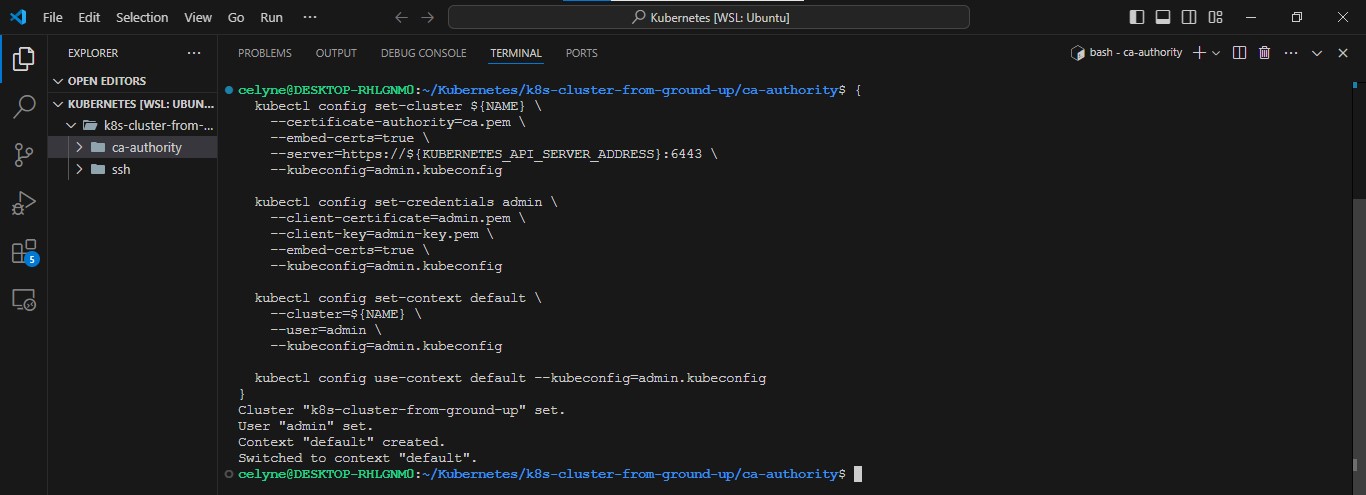 File Edit Selection View Go Run ··· Kubernetes [WSL: Ubuntu]
EXPLORER ···
OPEN EDITORS
KUBERNETES [WSL: UBUN...
k8s-cluster-from-...
ca-authority
ssh
5
PROBLEMS OUTPUT DEBUG CONSOLE TERMINAL PORTS bash - ca-authority
celyne@DESKTOP-RHLGNM0:~/Kubernetes/k8s-cluster-from-ground-up/ca-authority$ {
kubectl config set-cluster ${NAME} \
--certificate-authority=ca.pem \
--embed-certs=true \
--server=https://${KUBERNETES_API_SERVER_ADDRESS}:6443 \
--kubeconfig=admin.kubeconfig
kubectl config set-credentials admin \
--client-certificate=admin.pem \
--client-key=admin-key.pem \
--embed-certs=true \
--kubeconfig=admin.kubeconfig
kubectl config set-context default \
--cluster=${NAME} \
--user=admin \
--kubeconfig=admin.kubeconfig
kubectl config use-context default --kubeconfig=admin.kubeconfig
}
Cluster "k8s-cluster-from-ground-up" set.
User "admin" set.
Context "default" created.
Switched to context "default".
celyne@DESKTOP-RHLGNM0:~/Kubernetes/k8s-cluster-from-ground-up/ca-authority$